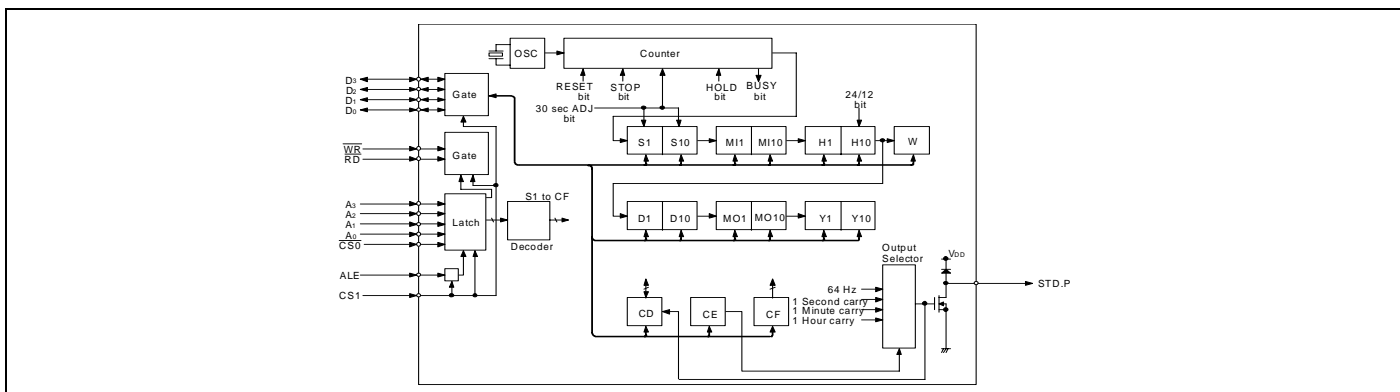 OSC
Counter
D3
D2
D1
D0
Gate
RESET bit
STOP bit
HOLD bit
BUSY bit
30 sec ADJ bit
24/12 bit
WR
RD
Gate
S1
S10
MI1
MI10
H1
H10
W
A3
A2
A1
A0
CS0
Latch
S1 to CF
Decoder
D1
D10
MO1
MO10
Y1
Y10
ALE
CS1
Output
Selector
VDD
STD.P
64 Hz
1 Second carry
1 Minute carry
1 Hour carry
CD
CE
CF